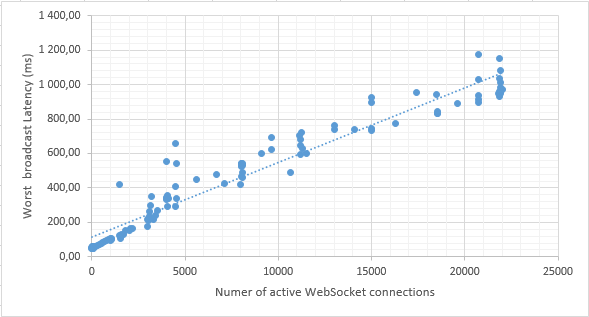 Worst broadcast Latency (ms)
1 400,00
1 200,00
1 000,00
800,00
600,00
400,00
200,00
0,00
0 5000 10000 15000 20000 25000
Numer of active WebSocket connections